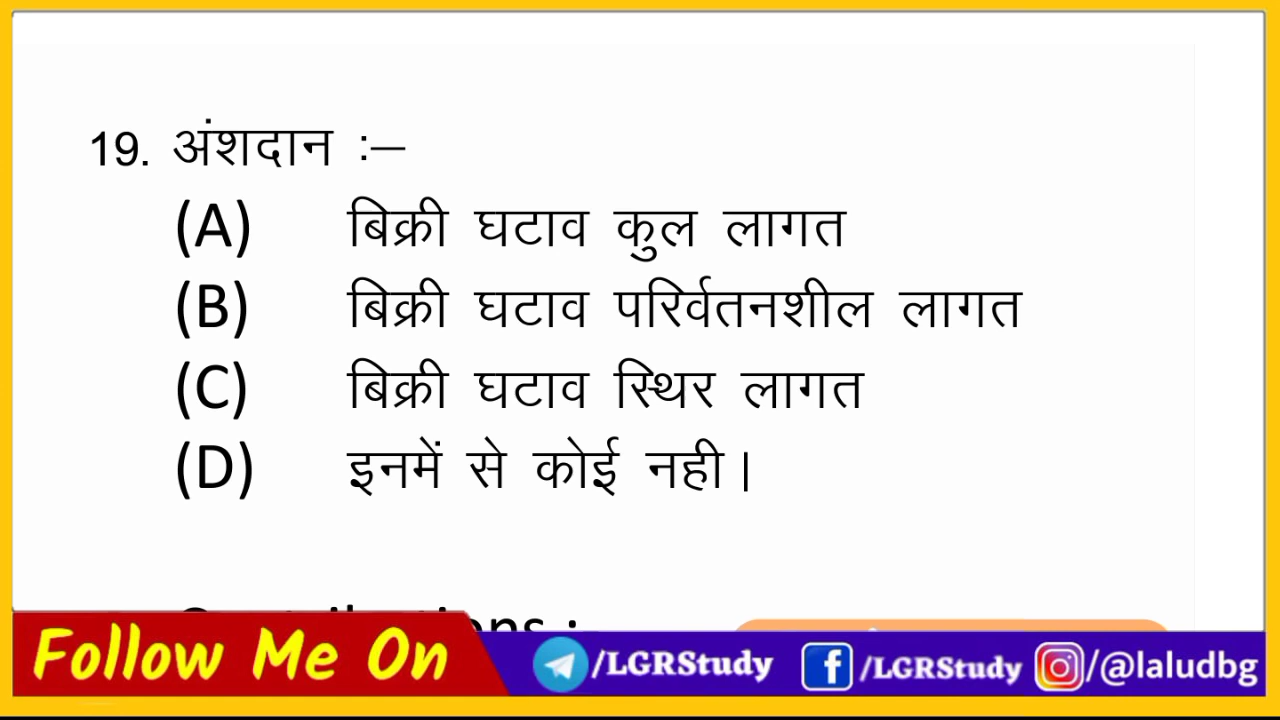 19. अंशदान :–
(A) बिक्री घटाव कुल लागत
(B) बिक्री घटाव परिर्वतनशील लागत
(C) बिक्री घटाव स्थिर लागत
(D) इनमें से कोई नही।
Follow Me On /LGRStudy /LGRStudy /@laludbg